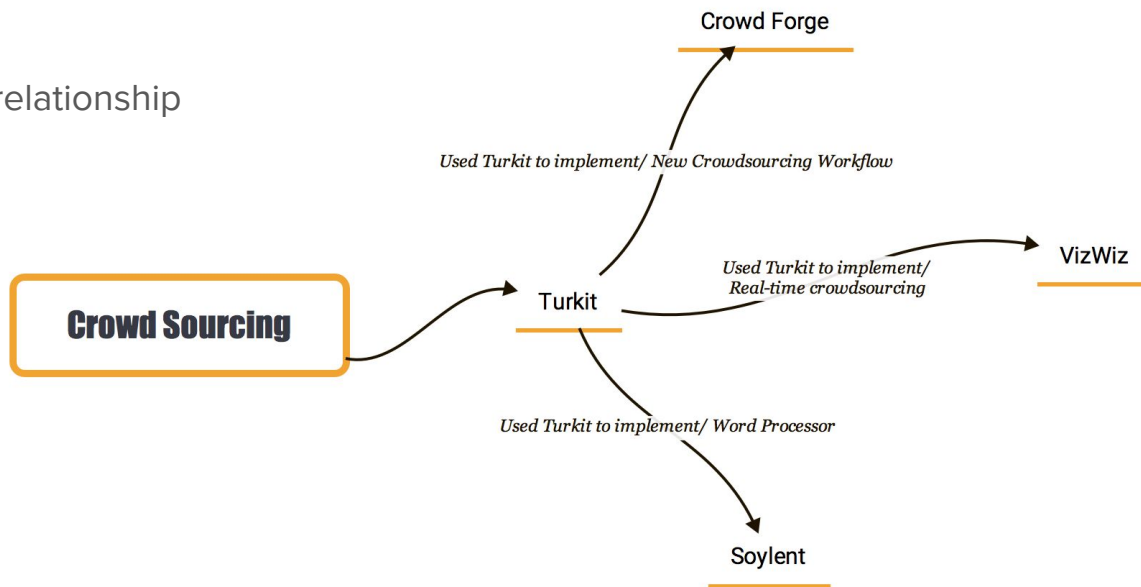 Crowd Forge
relationship
Used Turkit to implement/ New Crowdsourcing Workflow
VizWiz
Used Turkit to implement/
Real-time crowdsourcing
Turkit
Crowd Sourcing
Used Turkit to implement/ Word Processor
Soylent